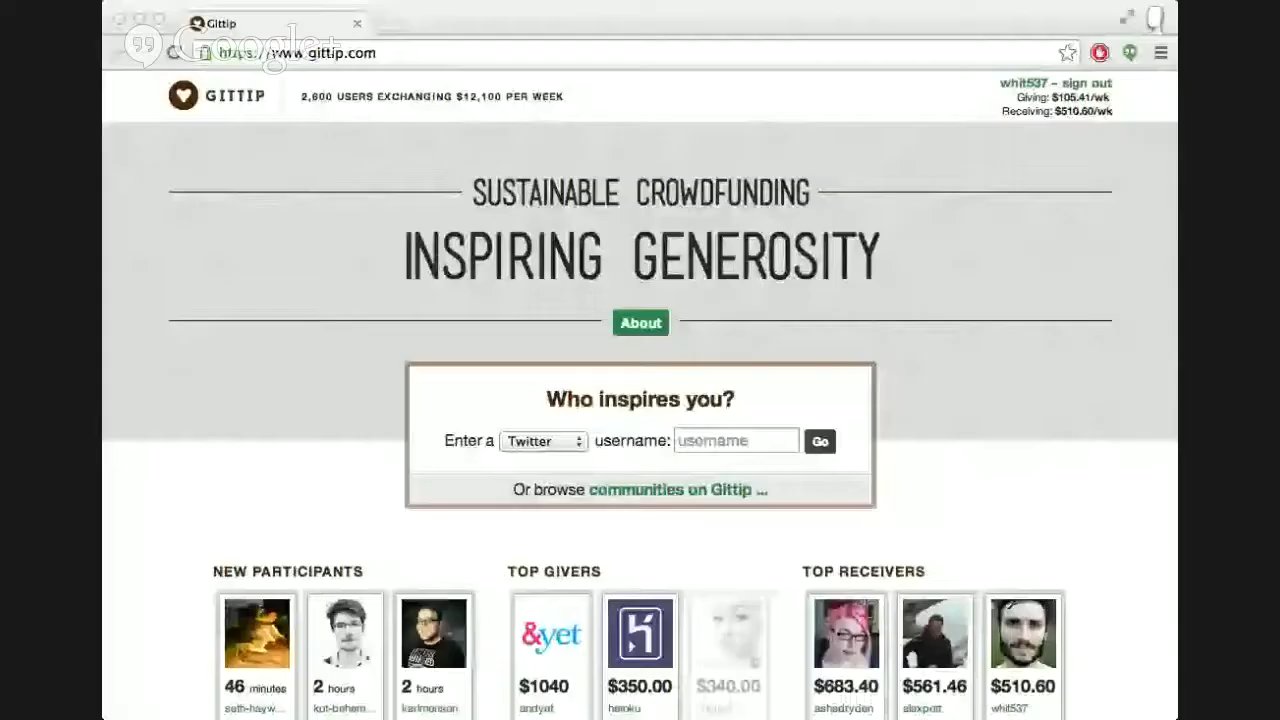 Gittip
Google+
https://www.gittip.com
GITTIP
2,600 USERS EXCHANGING $12,100 PER WEEK
whit537 – sign out
Giving: $105.41/wk
Receiving: $510.60/wk
SUSTAINABLE CROWDFUNDING
INSPIRING GENEROSITY
About
Who inspires you?
Enter a Twitter username: username Go
Or browse communities on Gittip ...
NEW PARTICIPANTS TOP GIVERS TOP RECEIVERS
&yet
46 minutes 2 hours 2 hours $1040 $350.00 $340.00 $683.40 $561.46 $510.60
seth-hayw... kot-behem... andyet heroku ashedryden alexpott whit537